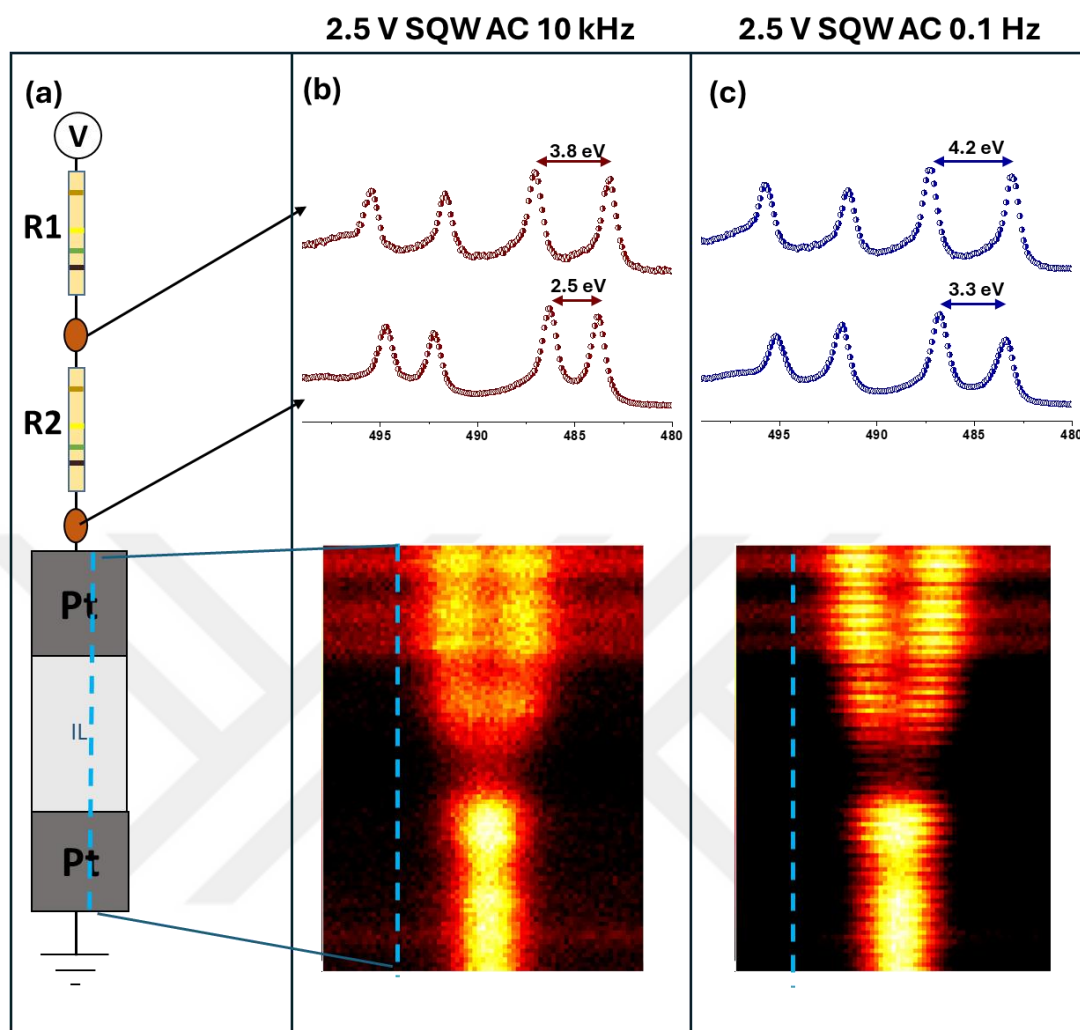 2.5 V SQW AC 10 kHz
2.5 V SQW AC 0.1 Hz
(a)
V
R1
R2
Pt
IL
Pt
(b)
3.8 eV
2.5 eV
495 490 485 480
(c)
4.2 eV
3.3 eV
495 490 485 480